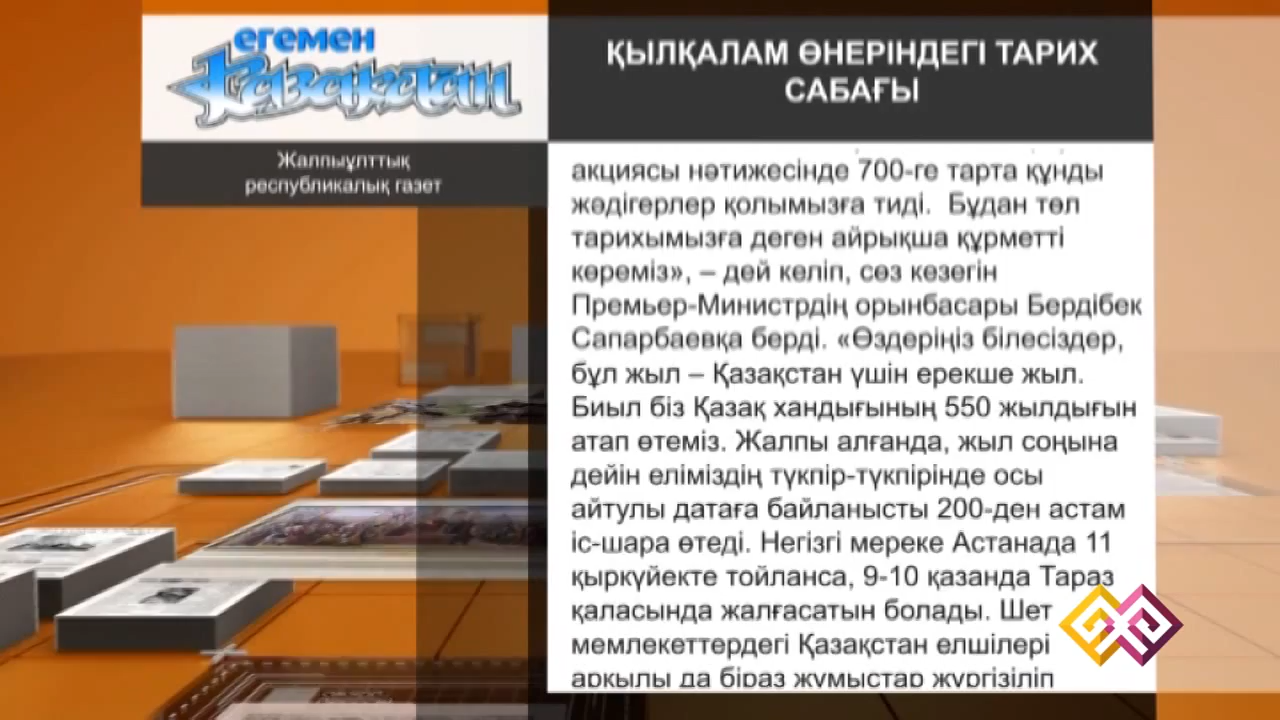 егемен
Қазақстан
Жалпыұлттық
республикалық газет
ҚЫЛҚАЛАМ ӨНЕРІНДЕГІ ТАРИХ
САБАҒЫ
акциясы нәтижесінде 700-ге тарта құнды
жәдігерлер қолымызға тиді. Бұдан төл
тарихымызға деген айрықша құрметті
көреміз», – дей келіп, сөз кезегін
Премьер-Министрдің орынбасары Бердібек
Сапарбаевқа берді. «Өздеріңіз білесіздер,
бұл жыл – Қазақстан үшін ерекше жыл.
Биыл біз Қазақ хандығының 550 жылдығын
атап өтеміз. Жалпы алғанда, жыл соңына
дейін еліміздің түкпір-түкпірінде осы
айтулы датаға байланысты 200-ден астам
іс-шара өтеді. Негізгі мереке Астанада 11
қыркүйекте тойланса, 9-10 қазанда Тараз
қаласында жалғасатын болады. Шет
мемлекеттердегі Қазақстан елшілері
арқылы да біраз жұмыстар жүргізіліп